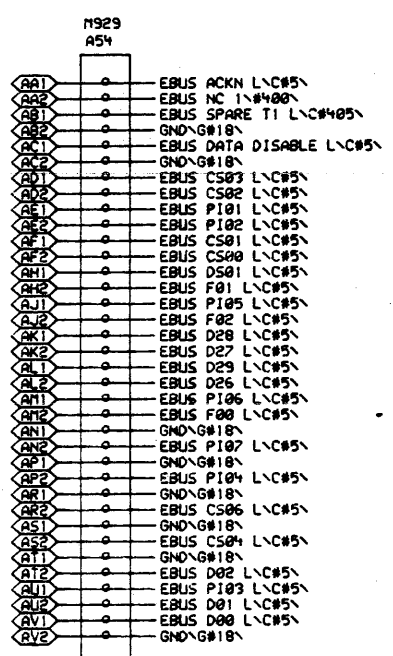 M929
A54
AA1 EBUS ACKN L\C#5\
AA2 EBUS NC 1\#400\
AB1 EBUS SPARE T1 L\C#405\
AB2 GND\G#18\
AC1 EBUS DATA DISABLE L\C#5\
AC2 GND\G#18\
AD1 EBUS CS03 L\C#5\
AD2 EBUS CS02 L\C#5\
AE1 EBUS PI01 L\C#5\
AE2 EBUS PI02 L\C#5\
AF1 EBUS CS01 L\C#5\
AF2 EBUS CS00 L\C#5\
AH1 EBUS DS01 L\C#5\
AH2 EBUS F01 L\C#5\
AJ1 EBUS PI05 L\C#5\
AJ2 EBUS F02 L\C#5\
AK1 EBUS D28 L\C#5\
AK2 EBUS D27 L\C#5\
AL1 EBUS D29 L\C#5\
AL2 EBUS D26 L\C#5\
AM1 EBUS PI06 L\C#5\
AM2 EBUS F00 L\C#5\
AN1 GND\G#18\
AN2 EBUS PI07 L\C#5\
AP1 GND\G#18\
AP2 EBUS PI04 L\C#5\
AR1 GND\G#18\
AR2 EBUS CS06 L\C#5\
AS1 GND\G#18\
AS2 EBUS CS04 L\C#5\
AT1 GND\G#18\
AT2 EBUS D02 L\C#5\
AU1 EBUS PI03 L\C#5\
AU2 EBUS D01 L\C#5\
AV1 EBUS D00 L\C#5\
AV2 GND\G#18\